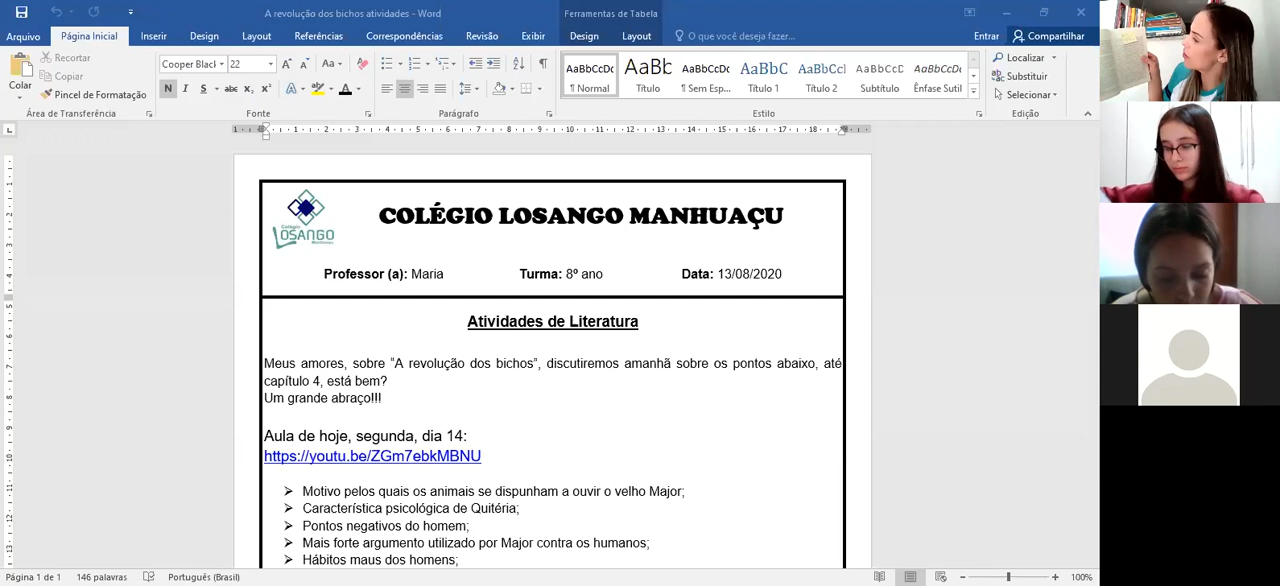 A revolução dos bichos atividades - Word
Ferramentas de Tabela
Arquivo Página Inicial Inserir Design Layout Referências Correspondências Revisão Exibir Design Layout O que você deseja fazer... Entrar Compartilhar
Colar
Recortar
Copiar
Pincel de Formatação
Área de Transferência
Cooper Black 22
Aa
N I S abc x₂ x²
Fonte
Parágrafo
AaBbCcDc AaBb AaBbCcDc AaBbC AaBbCcI AaBbCcD AaBbCcDc
¶ Normal Título ¶ Sem Esp... Título 1 Título 2 Subtítulo Ênfase Sutil
Estilo
Localizar
Substituir
Selecionar
Edição
COLÉGIO LOSANGO MANHUAÇU
Colégio
LOSANGO
Manhuaçu
Professor (a): Maria Turma: 8º ano Data: 13/08/2020
Atividades de Literatura
Meus amores, sobre “A revolução dos bichos”, discutiremos amanhã sobre os pontos abaixo, até
capítulo 4, está bem?
Um grande abraço!!!
Aula de hoje, segunda, dia 14:
https://youtu.be/ZGm7ebkMBNU
➢ Motivo pelos quais os animais se dispunham a ouvir o velho Major;
➢ Característica psicológica de Quitéria;
➢ Pontos negativos do homem;
➢ Mais forte argumento utilizado por Major contra os humanos;
➢ Hábitos maus dos homens;
Página 1 de 1 146 palavras Português (Brasil) 100%